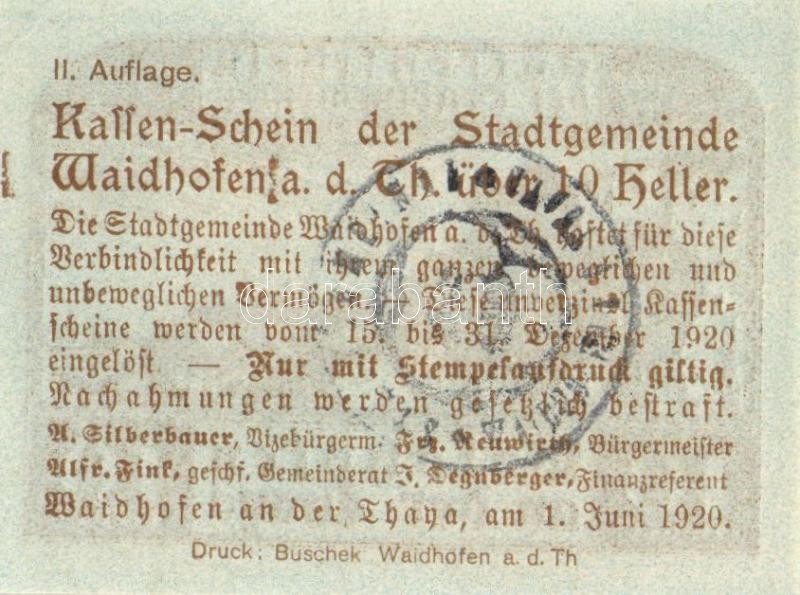 II. Auflage.
Kassen-Schein der Stadtgemeinde
Waidhofen a. d. Th. über 10 Heller.
Die Stadtgemeinde Waidhofen a. d. Th. haftet für diese
Verbindlichkeit mit ihrem ganzen beweglichen und
unbeweglichen Vermögen. — Diese unverzinsl. Kassen-
scheine werden vom 15. bis 31. Dezember 1920
eingelöst. — Nur mit Stempelaufdruck giltig.
Nachahmungen werden gesetzlich bestraft.
A. Silberbauer, Vizebürgerm. Frz. Neuwirth, Bürgermeister
Alfr. Fink, geschf. Gemeinderat J. Degnberger, Finanzreferent
Waidhofen an der Thaya, am 1. Juni 1920.
Druck: Buschek Waidhofen a. d. Th
darabanth